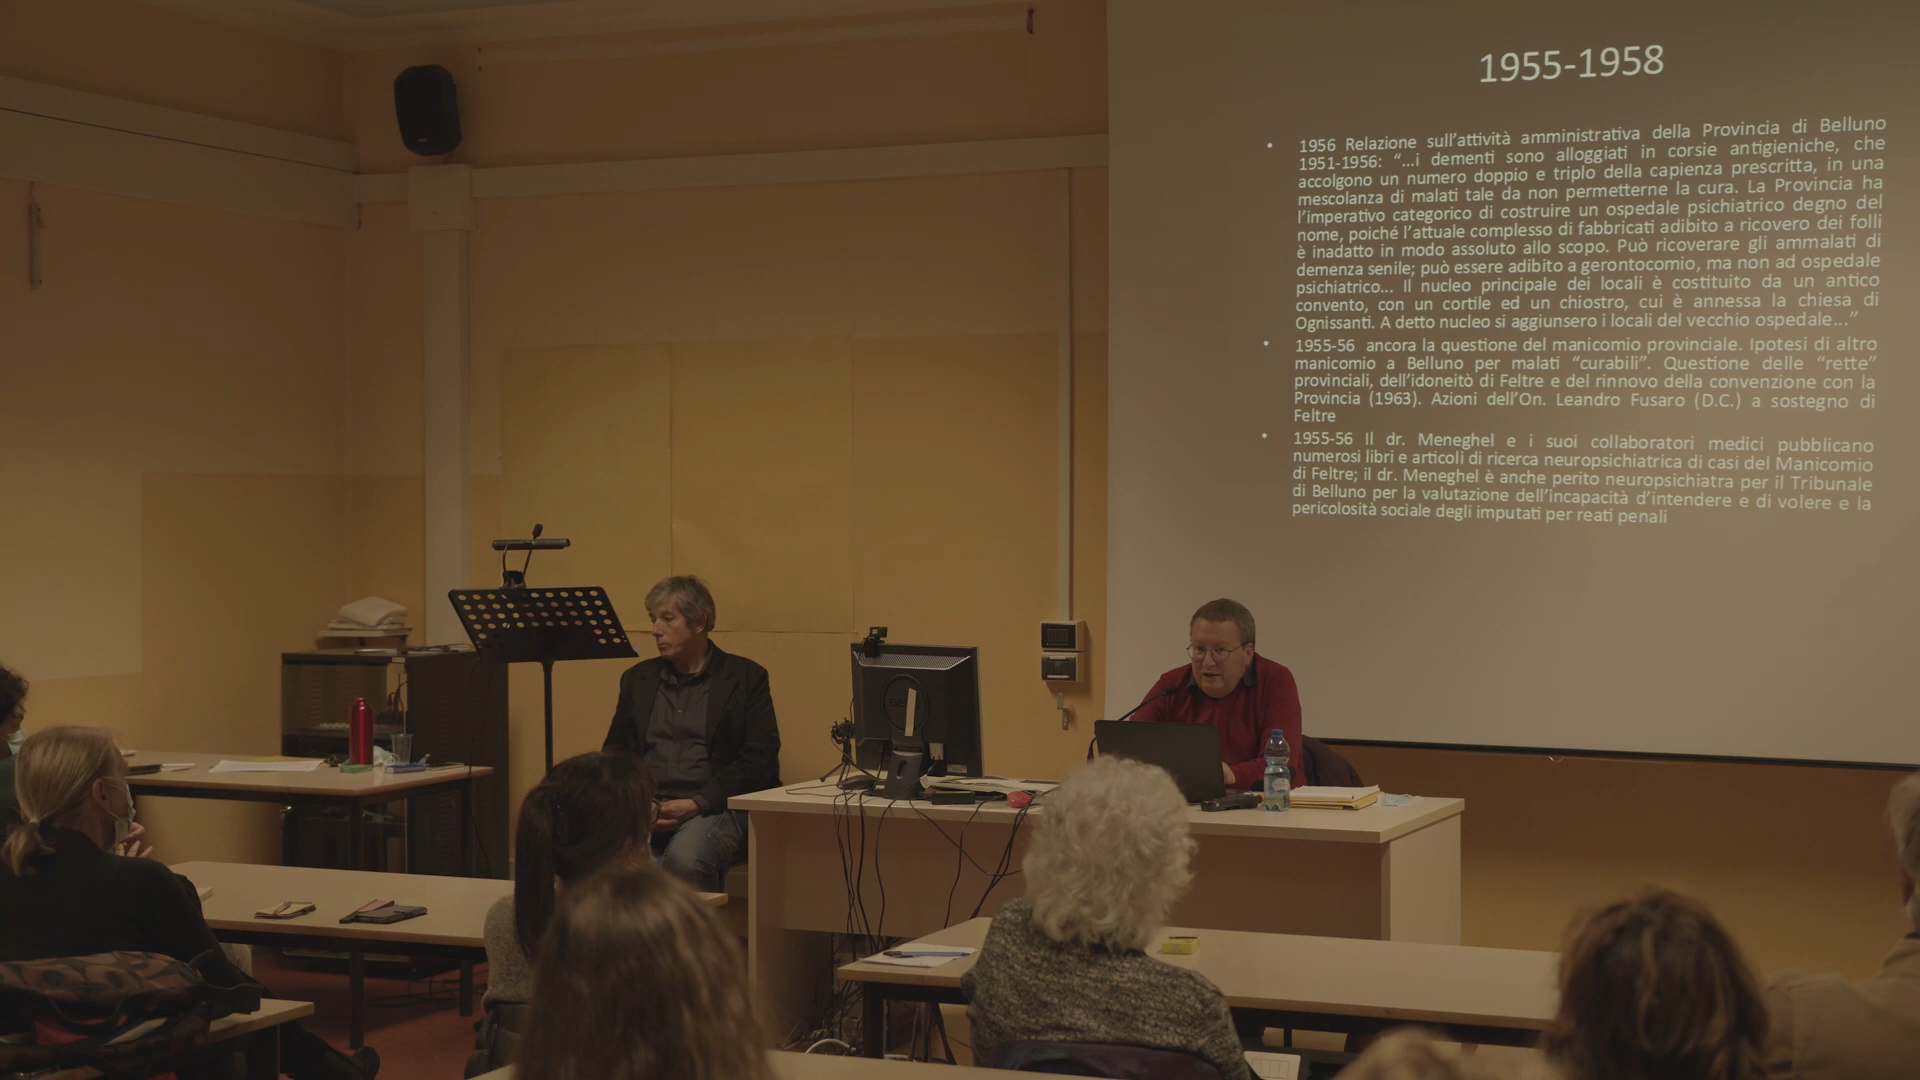 1955-1958
• 1956 Relazione sull'attività amministrativa della Provincia di Belluno
1951-1956: "...i dementi sono alloggiati in corsie antigieniche, che
accolgono un numero doppio e triplo della capienza prescritta, in una
mescolanza di malati tale da non permetterne la cura. La Provincia ha
l'imperativo categorico di costruire un ospedale psichiatrico degno del
nome, poiché l'attuale complesso di fabbricati adibito a ricovero dei folli
è inadatto in modo assoluto allo scopo. Può ricoverare gli ammalati di
demenza senile; può essere adibito a gerontocomio, ma non ad ospedale
psichiatrico... Il nucleo principale dei locali è costituito da un antico
convento, con un cortile ed un chiostro, cui è annessa la chiesa di
Ognissanti. A detto nucleo si aggiunsero i locali del vecchio ospedale..."
• 1955-56 ancora la questione del manicomio provinciale. Ipotesi di altro
manicomio a Belluno per malati "curabili". Questione delle "rette"
provinciali, dell'idoneitò di Feltre e del rinnovo della convenzione con la
Provincia (1963). Azioni dell'On. Leandro Fusaro (D.C.) a sostegno di
Feltre
• 1955-56 Il dr. Meneghel e i suoi collaboratori medici pubblicano
numerosi libri e articoli di ricerca neuropsichiatrica di casi del Manicomio
di Feltre; il dr. Meneghel è anche perito neuropsichiatra per il Tribunale
di Belluno per la valutazione dell'incapacità d'intendere e di volere e la
pericolosità sociale degli imputati per reati penali